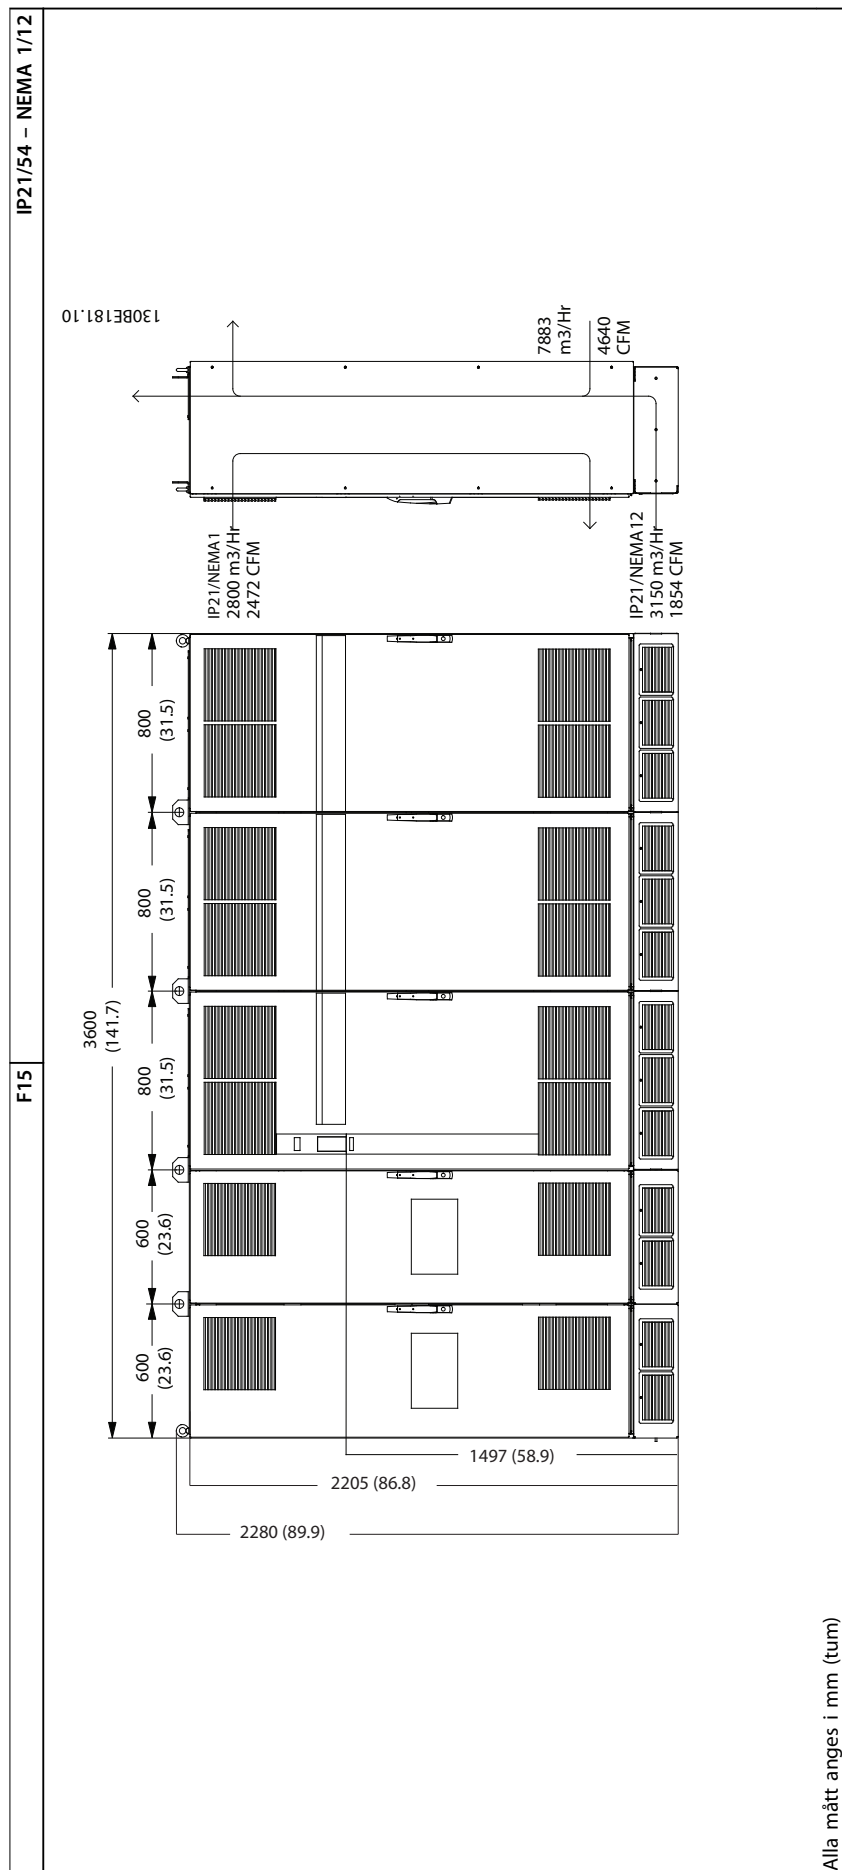 F15
IP21/54 – NEMA 1/12
130BE181.10
3600
(141.7)
600
(23.6)
600
(23.6)
800
(31.5)
800
(31.5)
800
(31.5)
IP21/NEMA1
2800 m3/Hr
2472 CFM
7883
m3/Hr
4640
CFM
IP21/NEMA12
3150 m3/Hr
1854 CFM
1497 (58.9)
2205 (86.8)
2280 (89.9)
Alla mått anges i mm (tum)